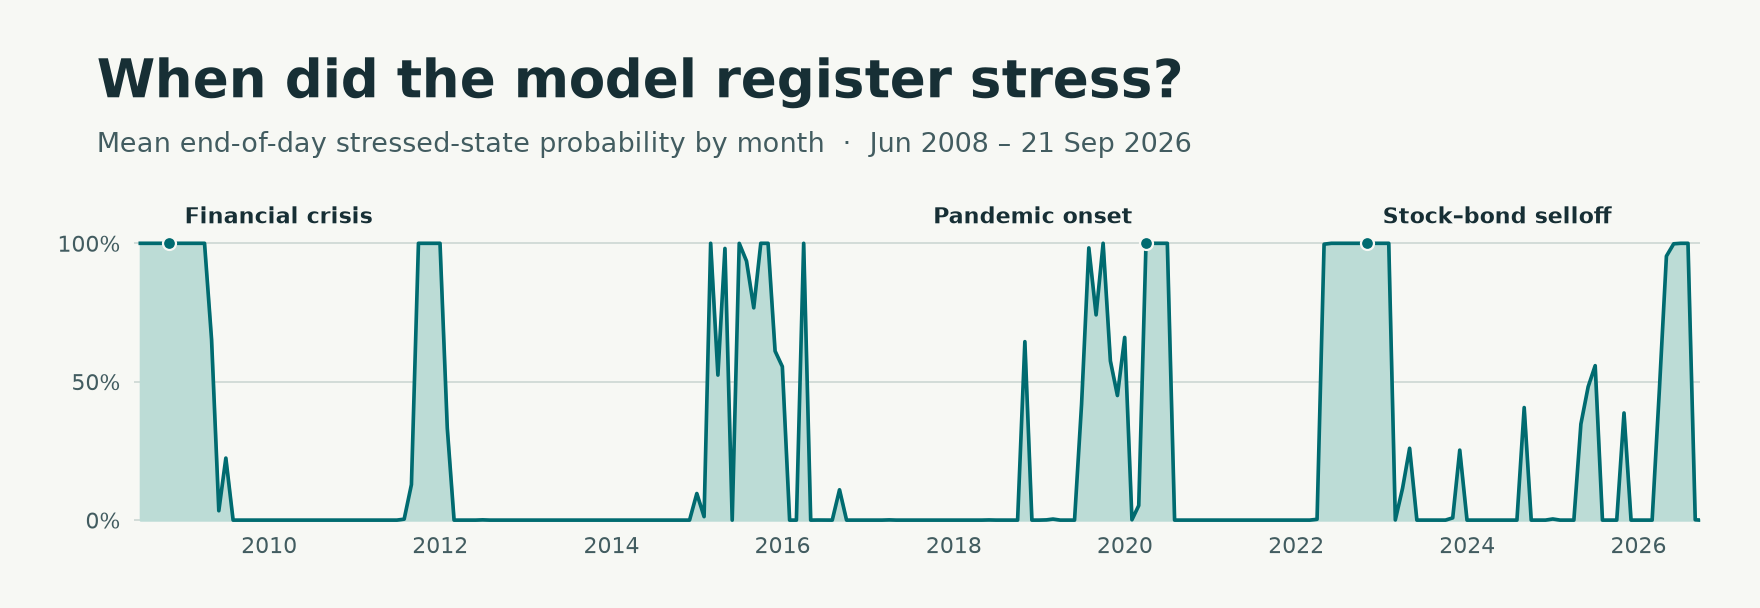 When did the model register stress?
Mean end-of-day stressed-state probability by month · Jun 2008 – 21 Sep 2026
Financial crisis
Pandemic onset
Stock–bond selloff
100%
50%
0%
2010
2012
2014
2016
2018
2020
2022
2024
2026